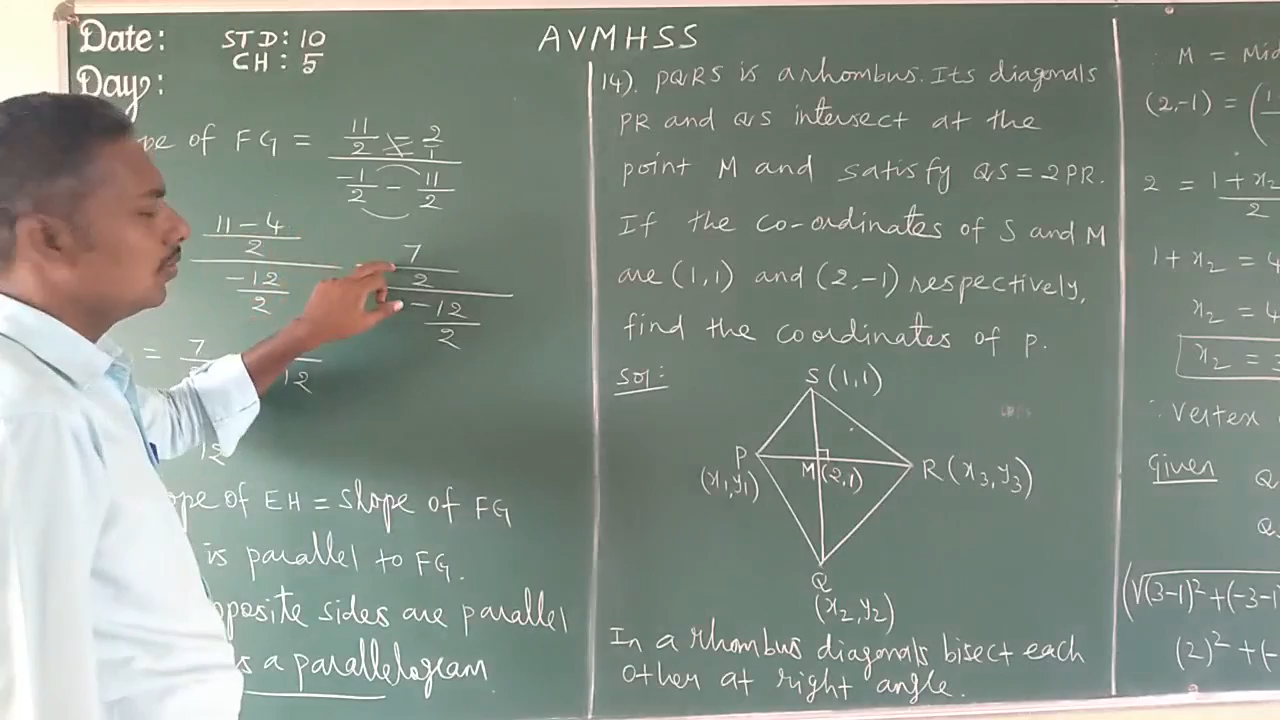 Date:
Day:
STD: 10
CH: 5
AVMHSS
pe of FG = 11/2 - 2/1
-1/2 - 11/2
11 - 4
2
-12
2
7
2
-12
2
= 7
12
12
ope of EH = slope of FG
is parallel to FG.
pposite sides are parallel
s a parallelogram
14). PQRS is a rhombus. Its diagonals
PR and QS intersect at the
point M and satisfy QS = 2PR.
If the co-ordinates of S and M
are (1,1) and (2,-1) respectively,
find the coordinates of P.
Sol:
S (1,1)
P
(x₁,y₁)
M (2,1)
R (x₃, y₃)
Q
(x₂, y₂)
In a rhombus diagonals bisect each
other at right angle.
M = Mid
(2,-1) = (1
2 = 1 + x₂
2
1 + x₂ = 4
x₂ = 4
x₂ =
∴ Vertex
Given Q
Q
(√(3-1)² + (-3-1
(2)² + (-